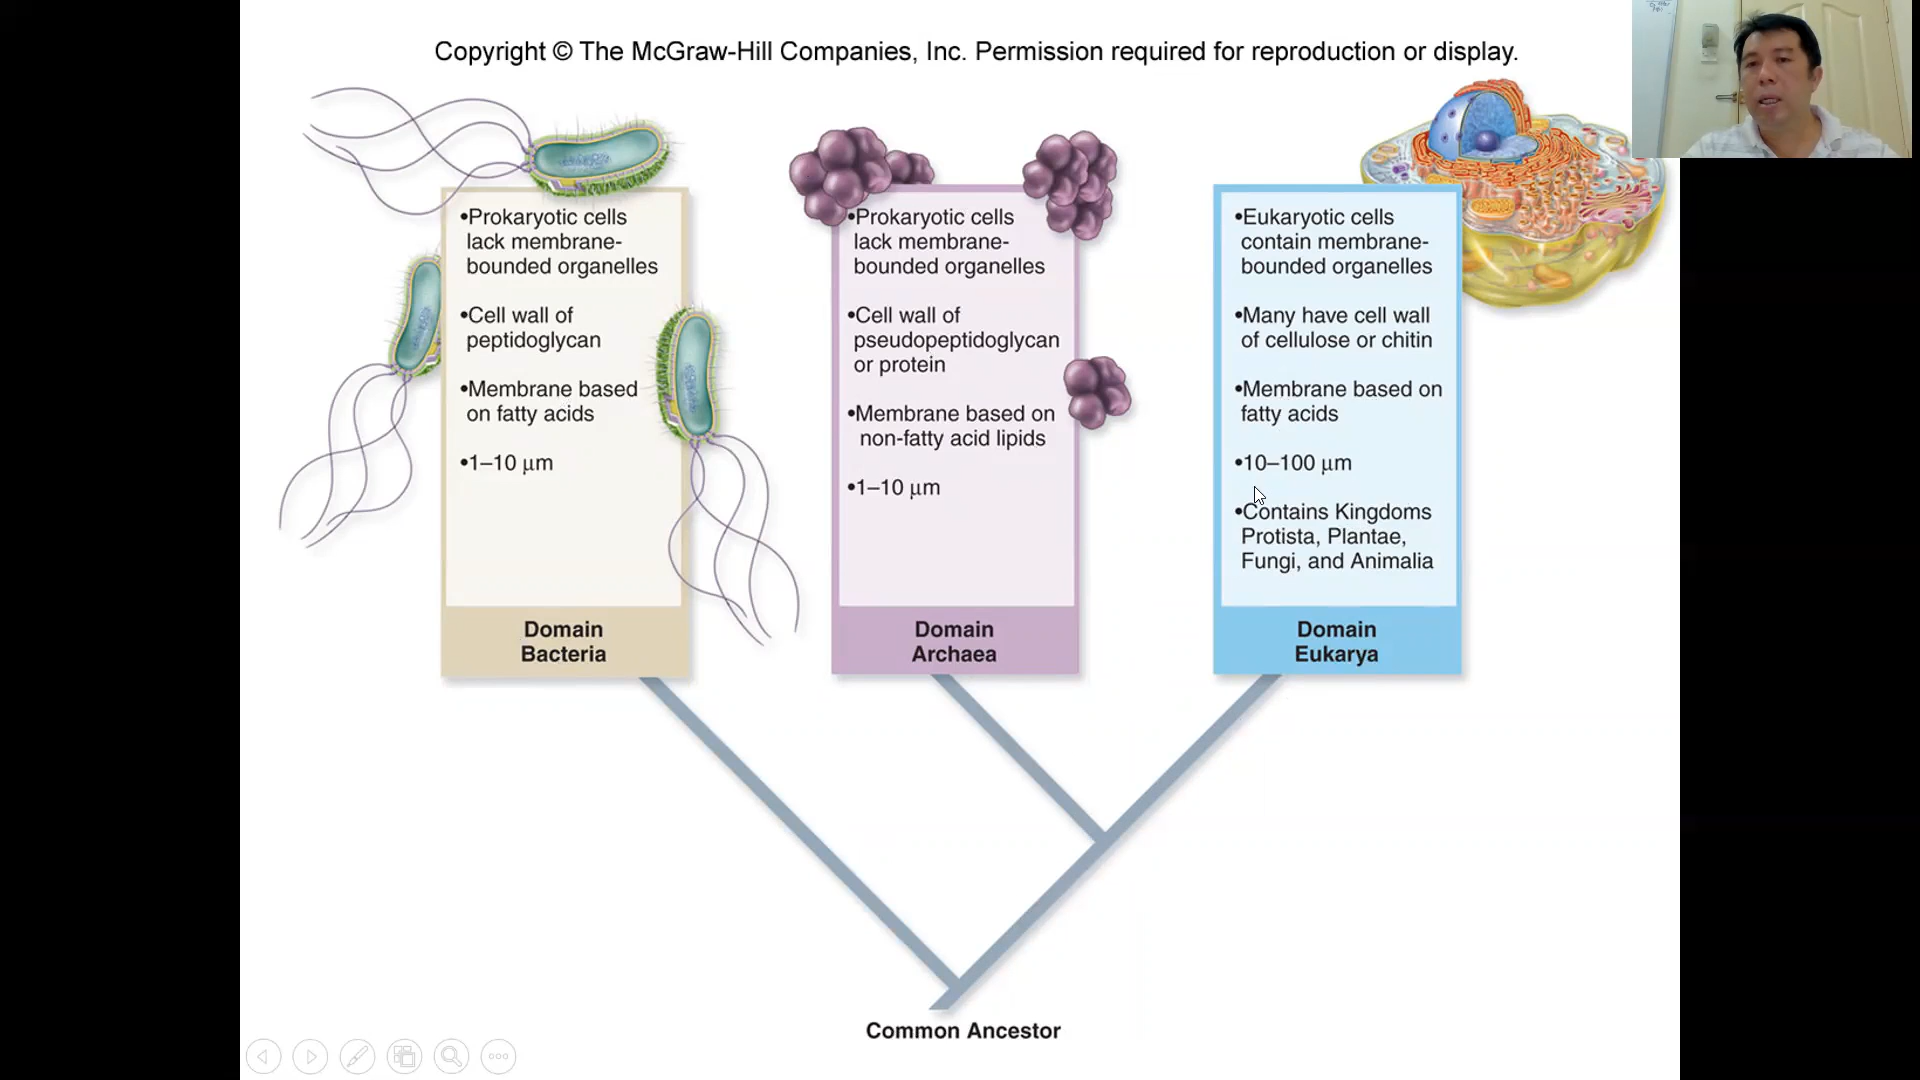 Copyright © The McGraw-Hill Companies, Inc. Permission required for reproduction or display.
•Prokaryotic cells
lack membrane-
bounded organelles
•Cell wall of
peptidoglycan
•Membrane based
on fatty acids
•1–10 μm
Domain
Bacteria
•Prokaryotic cells
lack membrane-
bounded organelles
•Cell wall of
pseudopeptidoglycan
or protein
•Membrane based on
non-fatty acid lipids
•1–10 μm
Domain
Archaea
•Eukaryotic cells
contain membrane-
bounded organelles
•Many have cell wall
of cellulose or chitin
•Membrane based on
fatty acids
•10–100 μm
•Contains Kingdoms
Protista, Plantae,
Fungi, and Animalia
Domain
Eukarya
Common Ancestor